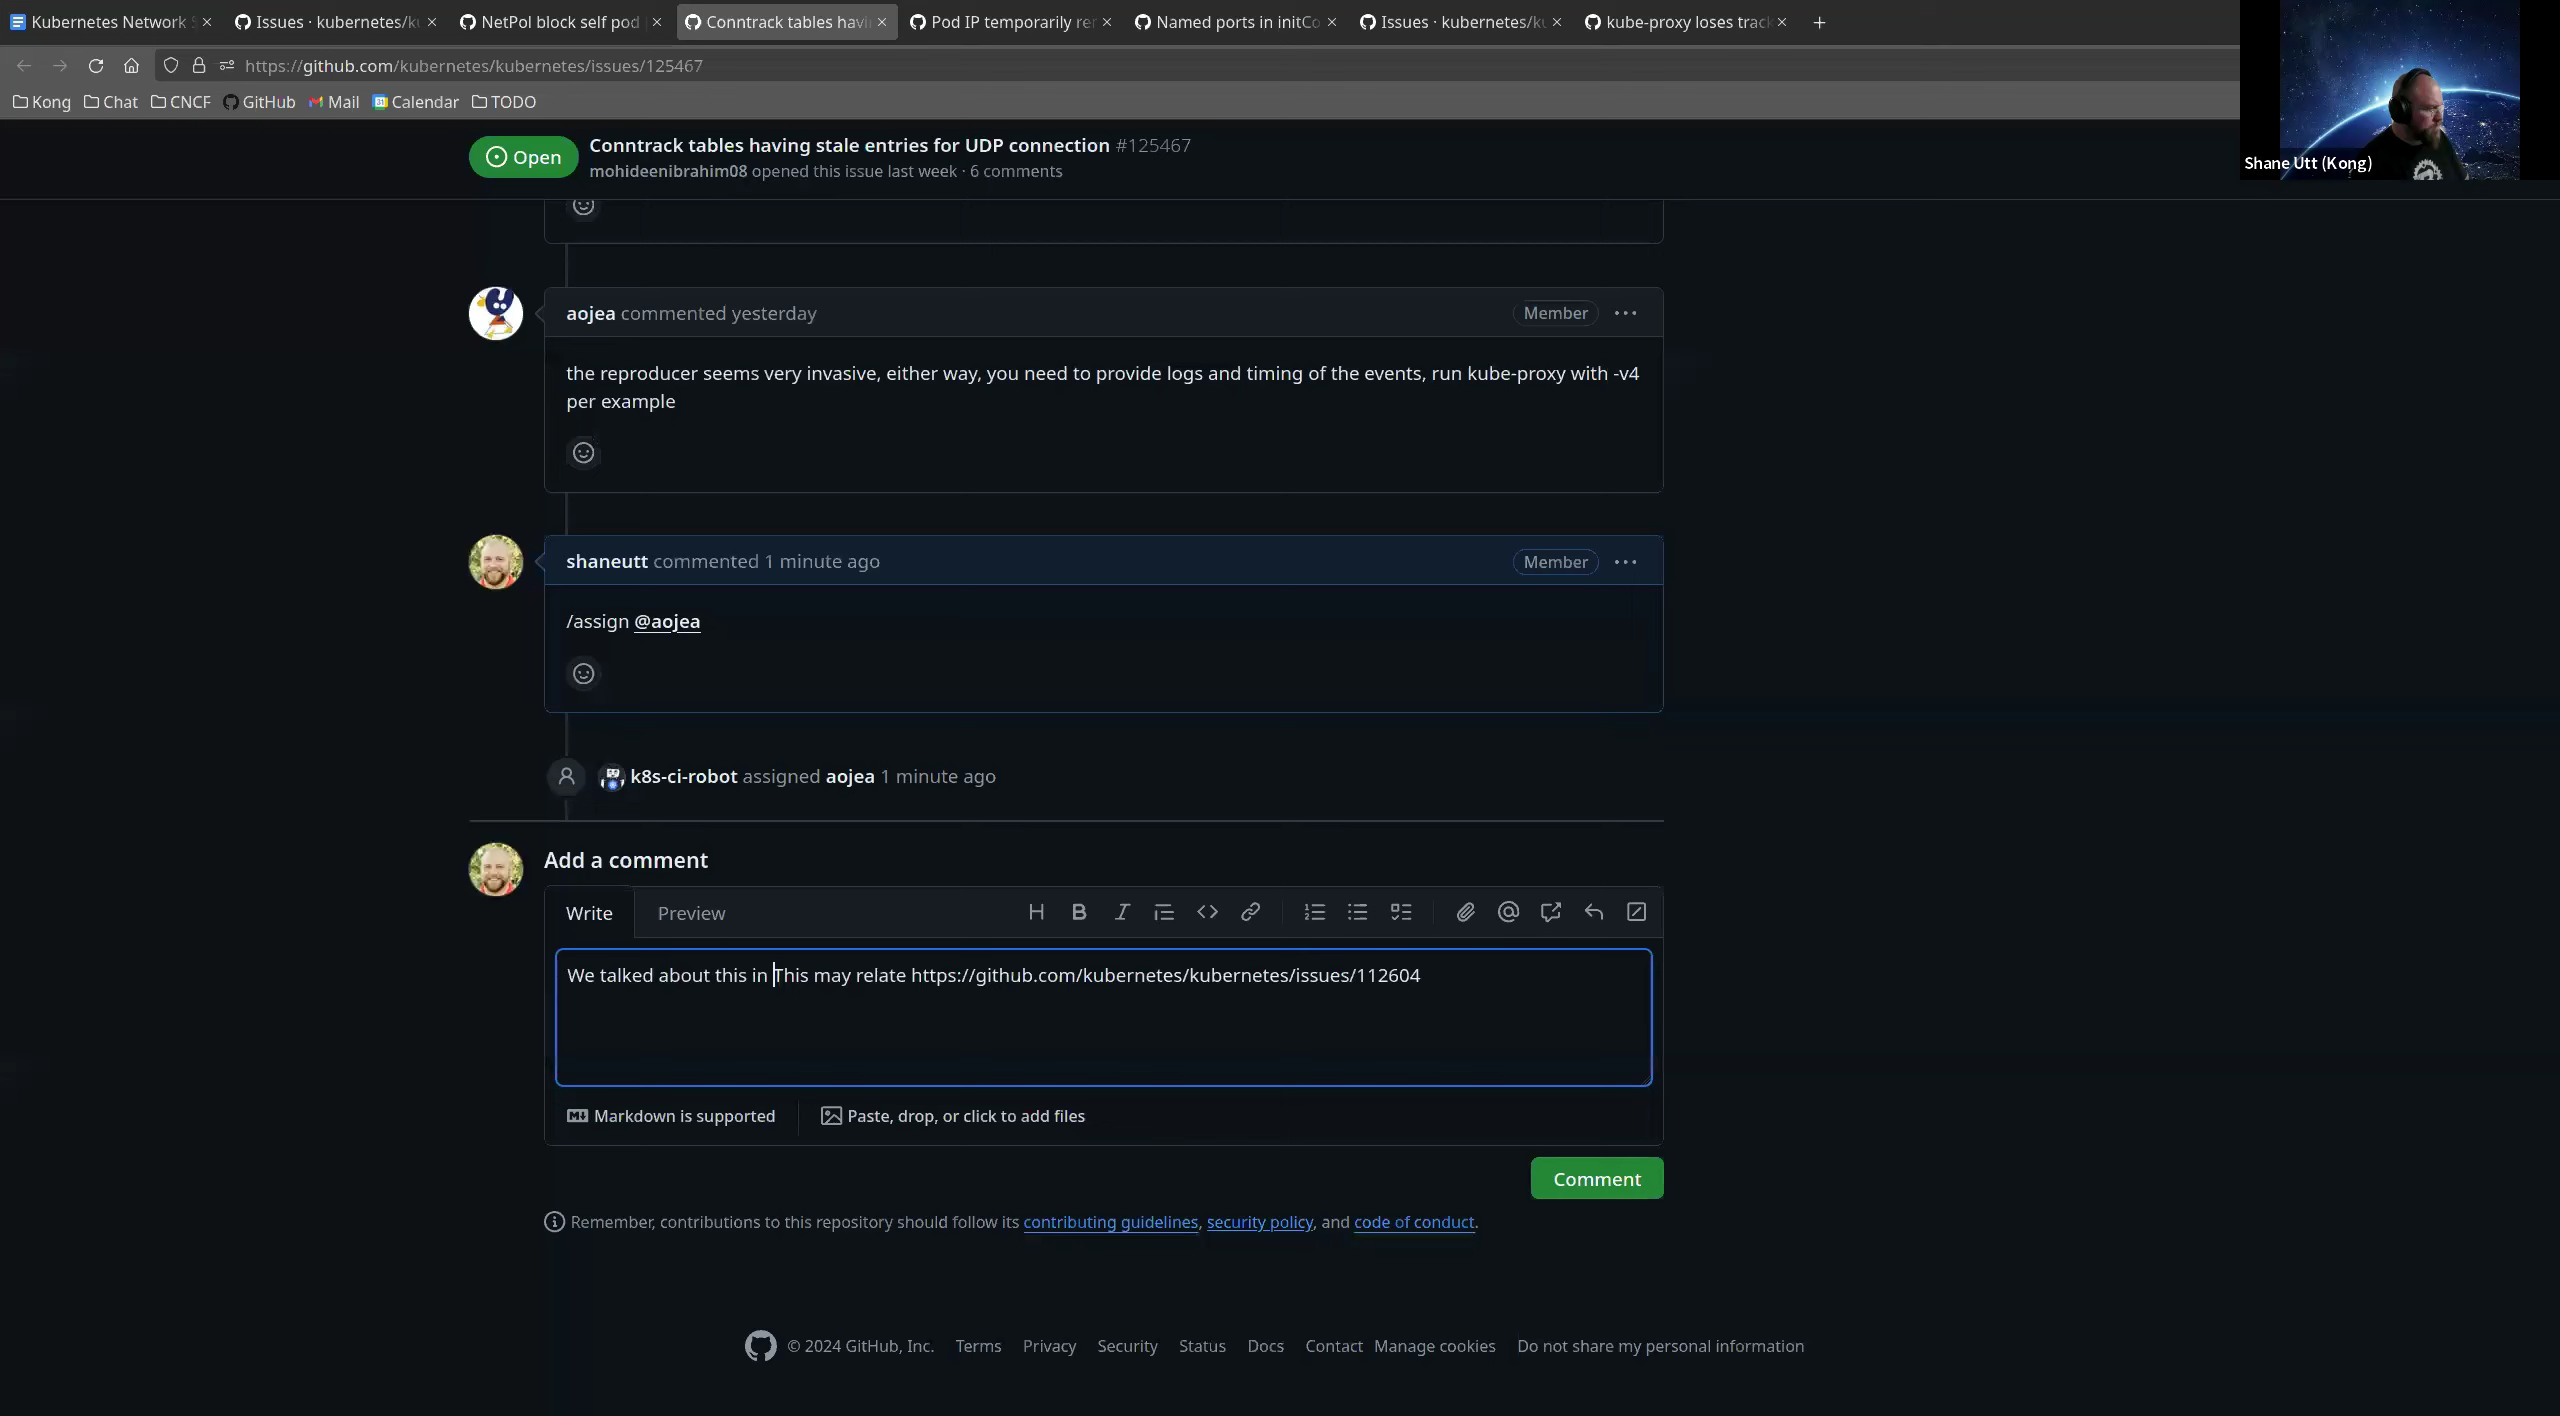 Kubernetes Network
Issues · kubernetes/ku
NetPol block self pod
Conntrack tables havi
Pod IP temporarily re
Named ports in initCo
Issues · kubernetes/ku
kube-proxy loses track
https://github.com/kubernetes/kubernetes/issues/125467
Kong Chat CNCF GitHub Mail Calendar TODO
Shane Utt (Kong)
Open
Conntrack tables having stale entries for UDP connection #125467
mohideenibrahim08 opened this issue last week · 6 comments
aojea commented yesterday
Member
the reproducer seems very invasive, either way, you need to provide logs and timing of the events, run kube-proxy with -v4
per example
shaneutt commented 1 minute ago
Member
/assign @aojea
k8s-ci-robot assigned aojea 1 minute ago
Add a comment
Write Preview
We talked about this in This may relate https://github.com/kubernetes/kubernetes/issues/112604
Markdown is supported
Paste, drop, or click to add files
Comment
Remember, contributions to this repository should follow its contributing guidelines, security policy, and code of conduct.
© 2024 GitHub, Inc. Terms Privacy Security Status Docs Contact Manage cookies Do not share my personal information